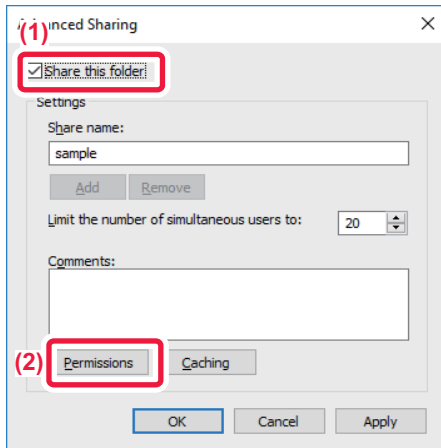 Advanced Sharing
(1)
Share this folder
Settings
Share name:
sample
Add Remove
Limit the number of simultaneous users to: 20
Comments:
(2) Permissions Caching
OK Cancel Apply